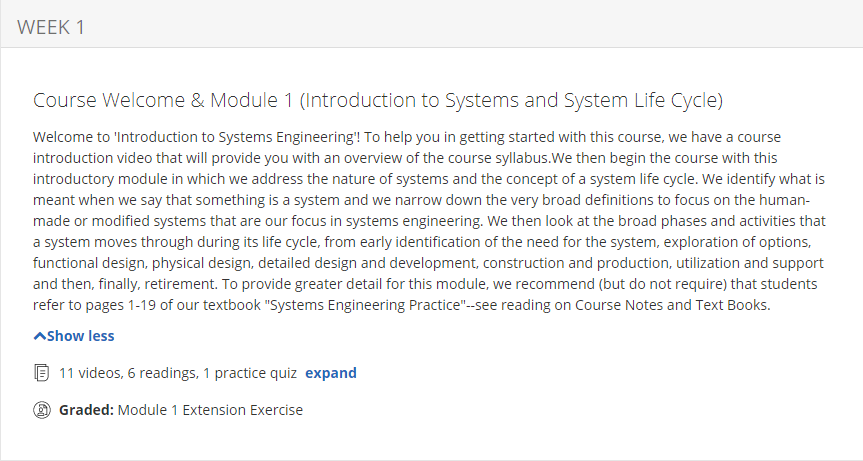 WEEK 1
Course Welcome & Module 1 (Introduction to Systems and System Life Cycle)
Welcome to 'Introduction to Systems Engineering'! To help you in getting started with this course, we have a course
introduction video that will provide you with an overview of the course syllabus.We then begin the course with this
introductory module in which we address the nature of systems and the concept of a system life cycle. We identify what is
meant when we say that something is a system and we narrow down the very broad definitions to focus on the human-
made or modified systems that are our focus in systems engineering. We then look at the broad phases and activities that
a system moves through during its life cycle, from early identification of the need for the system, exploration of options,
functional design, physical design, detailed design and development, construction and production, utilization and support
and then, finally, retirement. To provide greater detail for this module, we recommend (but do not require) that students
refer to pages 1-19 of our textbook "Systems Engineering Practice"--see reading on Course Notes and Text Books.
Show less
11 videos, 6 readings, 1 practice quiz expand
Graded: Module 1 Extension Exercise